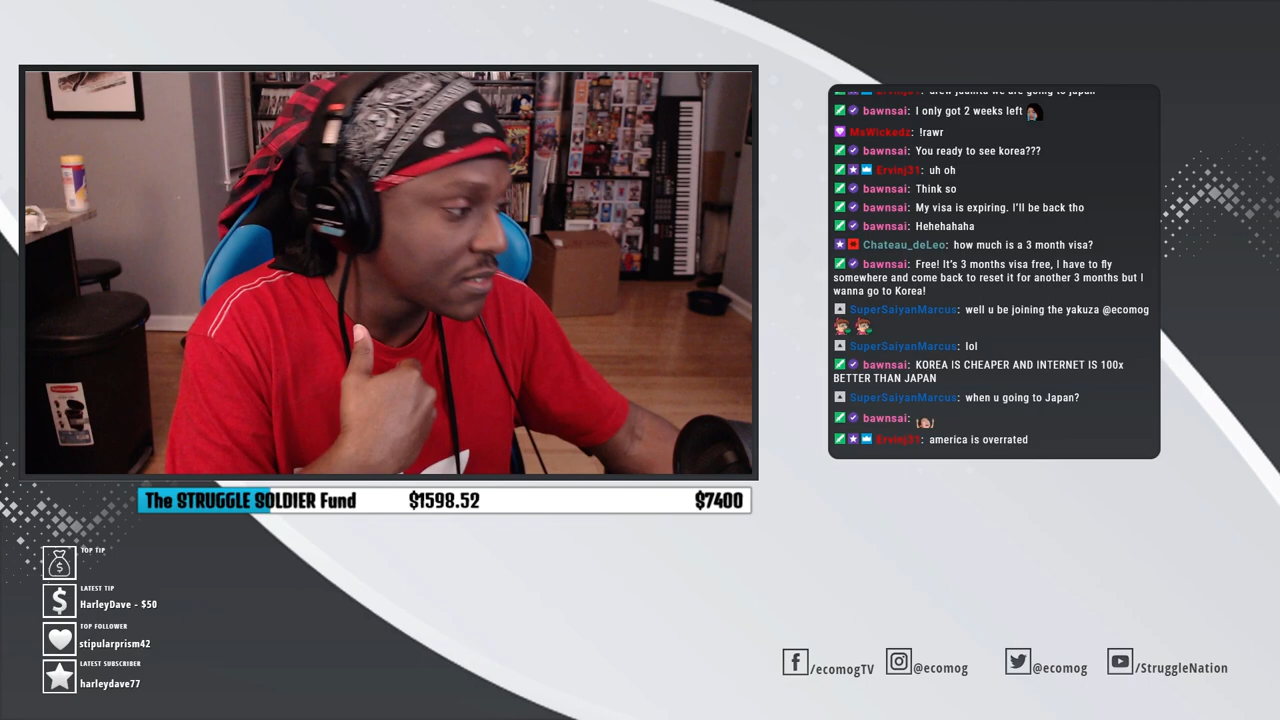 bawnsai: I only got 2 weeks left
MsWickedz: !rawr
bawnsai: You ready to see korea???
Ervinj31: uh oh
bawnsai: Think so
bawnsai: My visa is expiring. I'll be back tho
bawnsai: Hehehahaha
Chateau_deLeo: how much is a 3 month visa?
bawnsai: Free! It's 3 months visa free, I have to fly
somewhere and come back to reset it for another 3 months but I
wanna go to Korea!
SuperSaiyanMarcus: well u be joining the yakuza @ecomog
SuperSaiyanMarcus: lol
bawnsai: KOREA IS CHEAPER AND INTERNET IS 100x
BETTER THAN JAPAN
SuperSaiyanMarcus: when u going to Japan?
bawnsai:
Ervinj31: america is overrated
The STRUGGLE SOLDIER Fund $1598.52 $7400
TOP TIP
LATEST TIP
HarleyDave - $50
TOP FOLLOWER
stipularprism42
LATEST SUBSCRIBER
harleydave77
/ecomogTV @ecomog @ecomog /StruggleNation